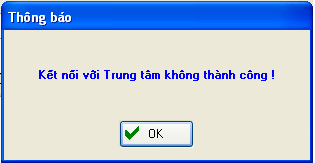 Thông báo
Kết nối với Trung tâm không thành công !
OK